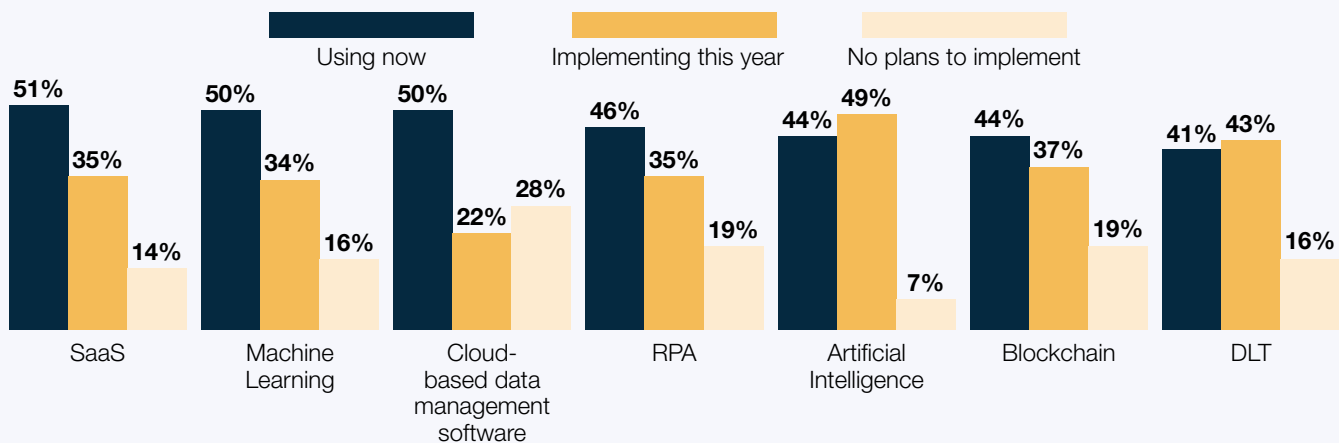 Using now
Implementing this year
No plans to implement
51%
35%
14%
50%
34%
16%
50%
22%
28%
46%
35%
19%
44%
49%
7%
44%
37%
19%
41%
43%
16%
SaaS
Machine
Learning
Cloud-
based data
management
software
RPA
Artificial
Intelligence
Blockchain
DLT